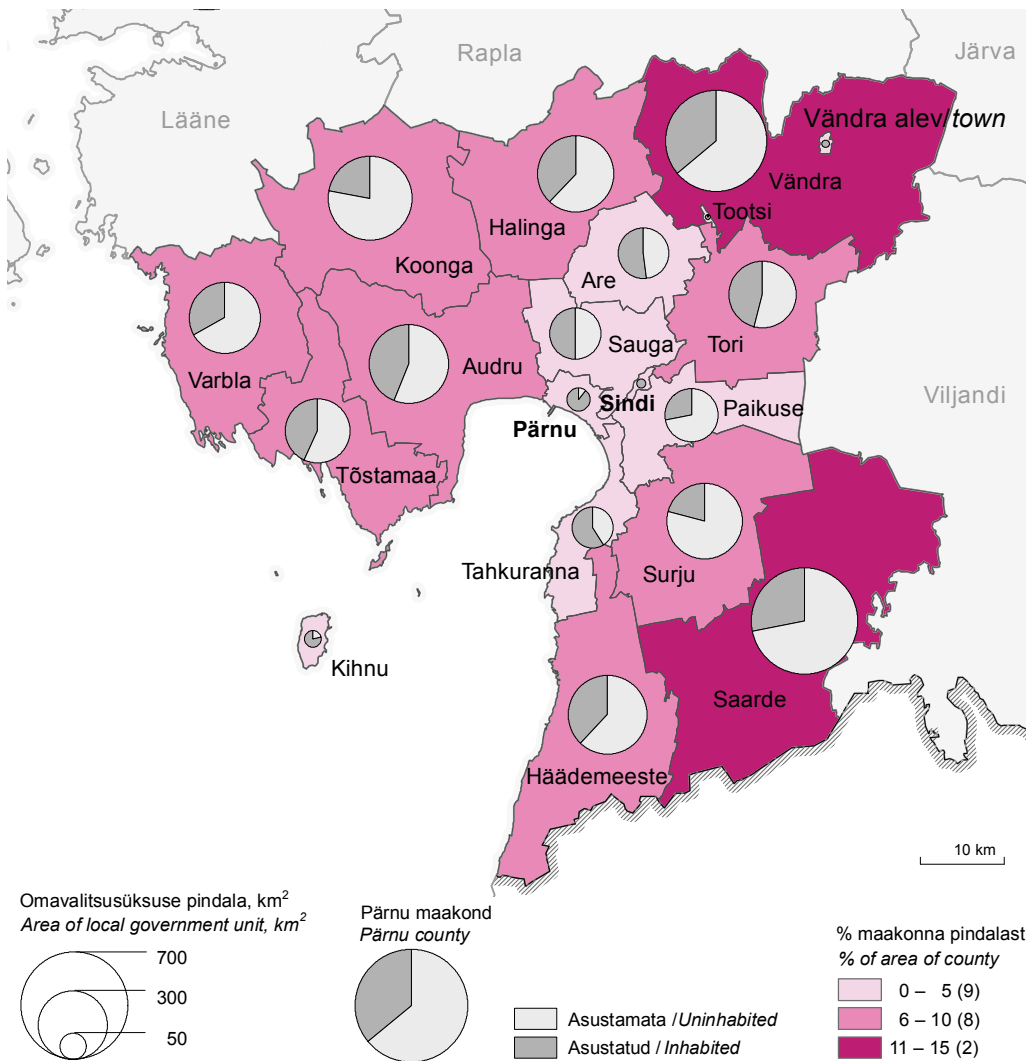 Rapla
Järva
Lääne
Vändra alev/town
Vändra
Halinga
Tootsi
Koonga
Are
Sauga
Tori
Varbla
Audru
Viljandi
Sindi
Paikuse
Pärnu
Tõstamaa
Tahkuranna
Surju
Kihnu
Saarde
Häädemeeste
10 km
Omavalitsusüksuse pindala, km²
Area of local government unit, km²
700
300
50
Pärnu maakond
Pärnu county
Asustamata / Uninhabited
Asustatud / Inhabited
% maakonna pindalast
% of area of county
0 – 5 (9)
6 – 10 (8)
11 – 15 (2)